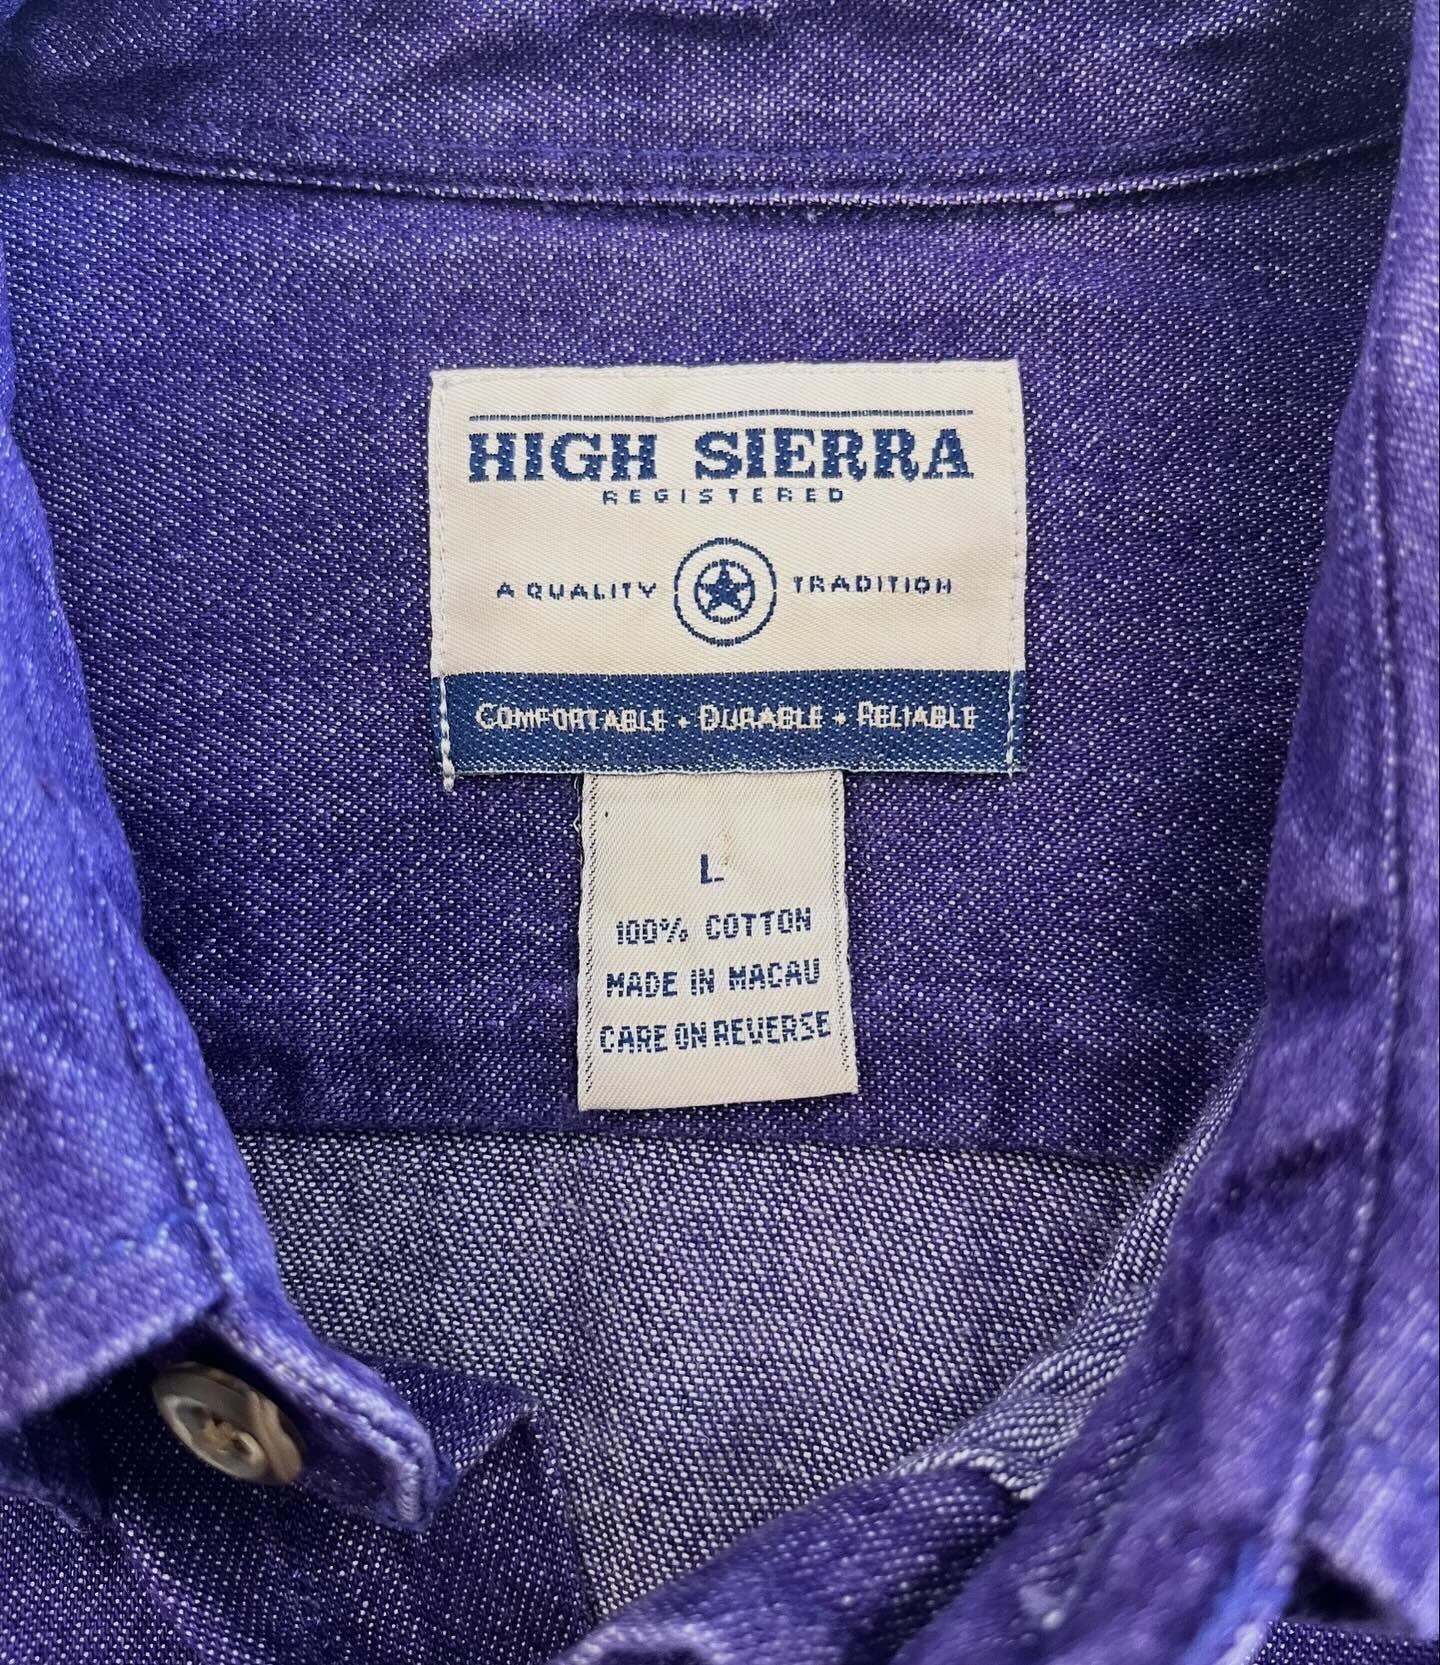 HIGH SIERRA
REGISTERED
A QUALITY TRADITION
COMFORTABLE • DURABLE • RELIABLE
L
100% COTTON
MADE IN MACAU
CARE ON REVERSE